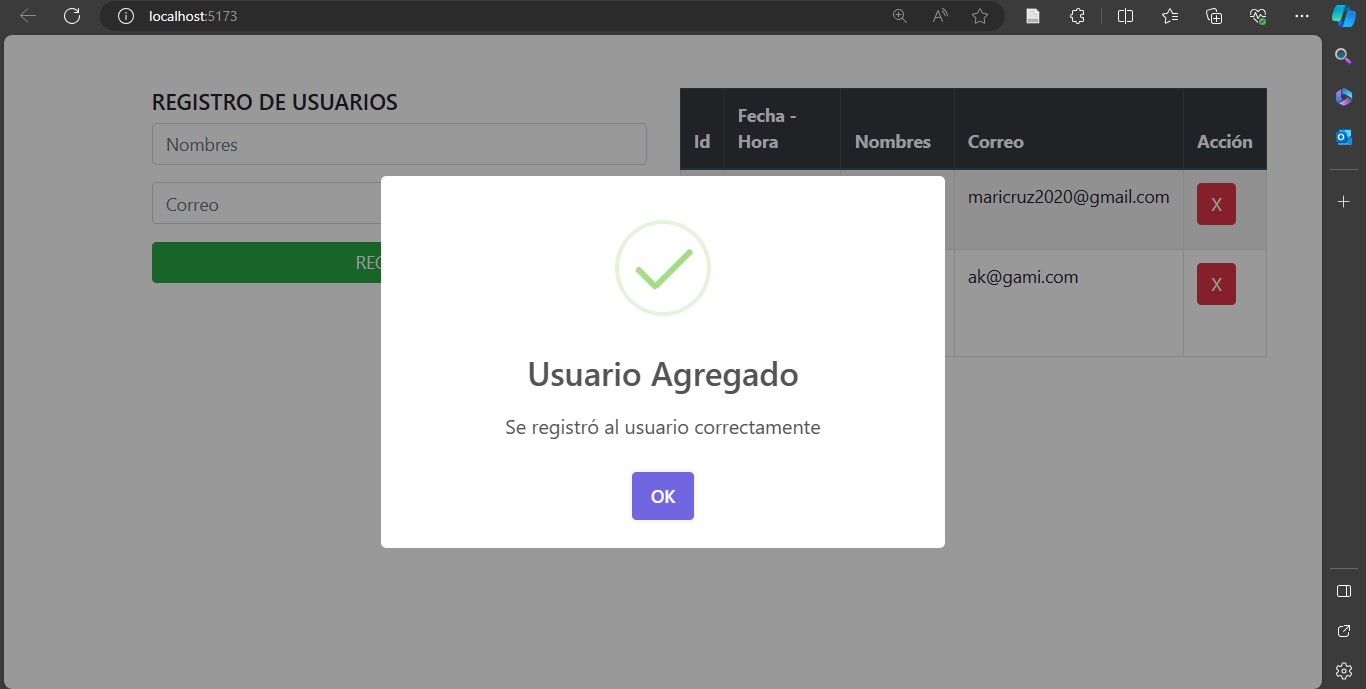 localhost:5173
REGISTRO DE USUARIOS
Nombres
Correo
Id
Fecha -
Hora
Nombres
Correo
Acción
maricruz2020@gmail.com
X
ak@gami.com
X
Usuario Agregado
Se registró al usuario correctamente
OK